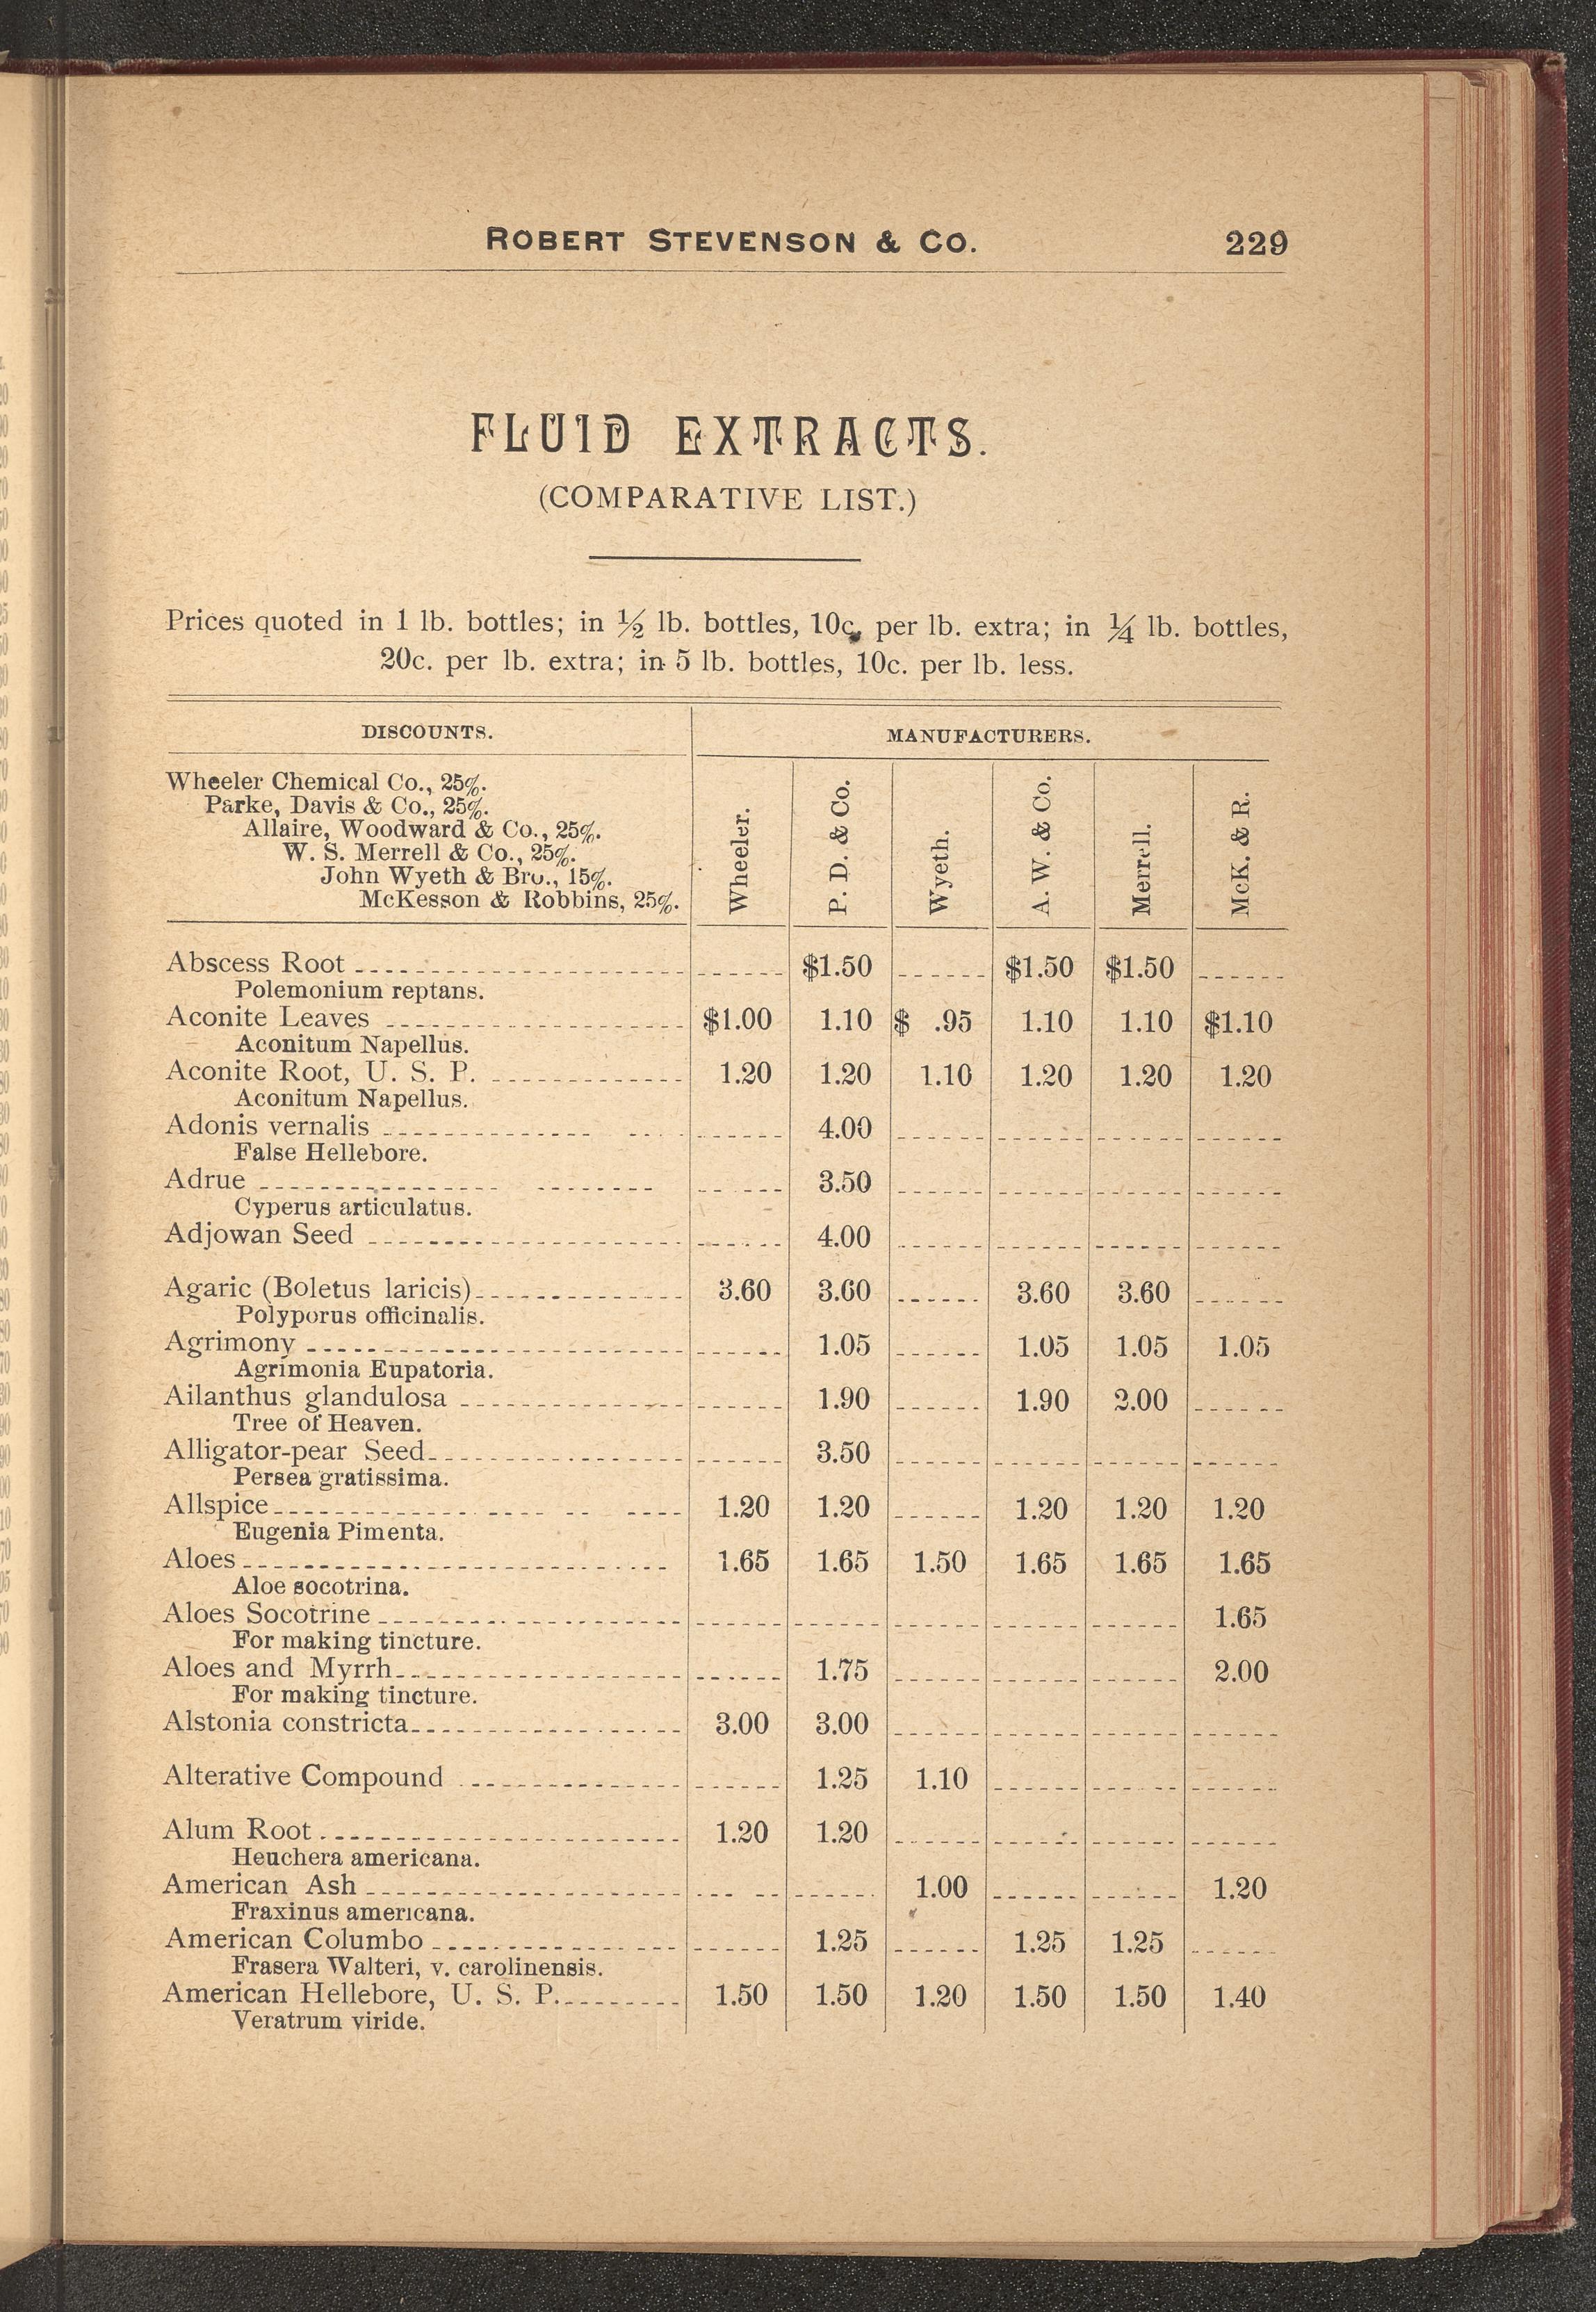 ROBERT STEVENSON & CO. 229
FLUID EXTRACTS.
(COMPARATIVE LIST.)
Prices quoted in 1 lb. bottles; in ½ lb. bottles, 10c. per lb. extra; in ¼ lb. bottles,
20c. per lb. extra; in 5 lb. bottles, 10c. per lb. less.
DISCOUNTS. MANUFACTURERS.
Wheeler Chemical Co., 25%.
Parke, Davis & Co., 25%.
Allaire, Woodward & Co., 25%.
W. S. Merrell & Co., 25%.
John Wyeth & Bro., 15%.
McKesson & Robbins, 25%.
Wheeler. P. D. & Co. Wyeth. A. W. & Co. Merrell. McK. & R.
Abscess Root $1.50 $1.50 $1.50
Polemonium reptans.
Aconite Leaves $1.00 1.10 $ .95 1.10 1.10 $1.10
Aconitum Napellus.
Aconite Root, U. S. P. 1.20 1.20 1.10 1.20 1.20 1.20
Aconitum Napellus.
Adonis vernalis 4.00
False Hellebore.
Adrue 3.50
Cyperus articulatus.
Adjowan Seed 4.00
Agaric (Boletus laricis) 3.60 3.60 3.60 3.60
Polyporus officinalis.
Agrimony 1.05 1.05 1.05 1.05
Agrimonia Eupatoria.
Ailanthus glandulosa 1.90 1.90 2.00
Tree of Heaven.
Alligator-pear Seed 3.50
Persea gratissima.
Allspice 1.20 1.20 1.20 1.20 1.20
Eugenia Pimenta.
Aloes 1.65 1.65 1.50 1.65 1.65 1.65
Aloe socotrina.
Aloes Socotrine 1.65
For making tincture.
Aloes and Myrrh 1.75 2.00
For making tincture.
Alstonia constricta 3.00 3.00
Alterative Compound 1.25 1.10
Alum Root 1.20 1.20
Heuchera americana.
American Ash 1.00 1.20
Fraxinus americana.
American Columbo 1.25 1.25 1.25
Frasera Walteri, v. carolinensis.
American Hellebore, U. S. P. 1.50 1.50 1.20 1.50 1.50 1.40
Veratrum viride.